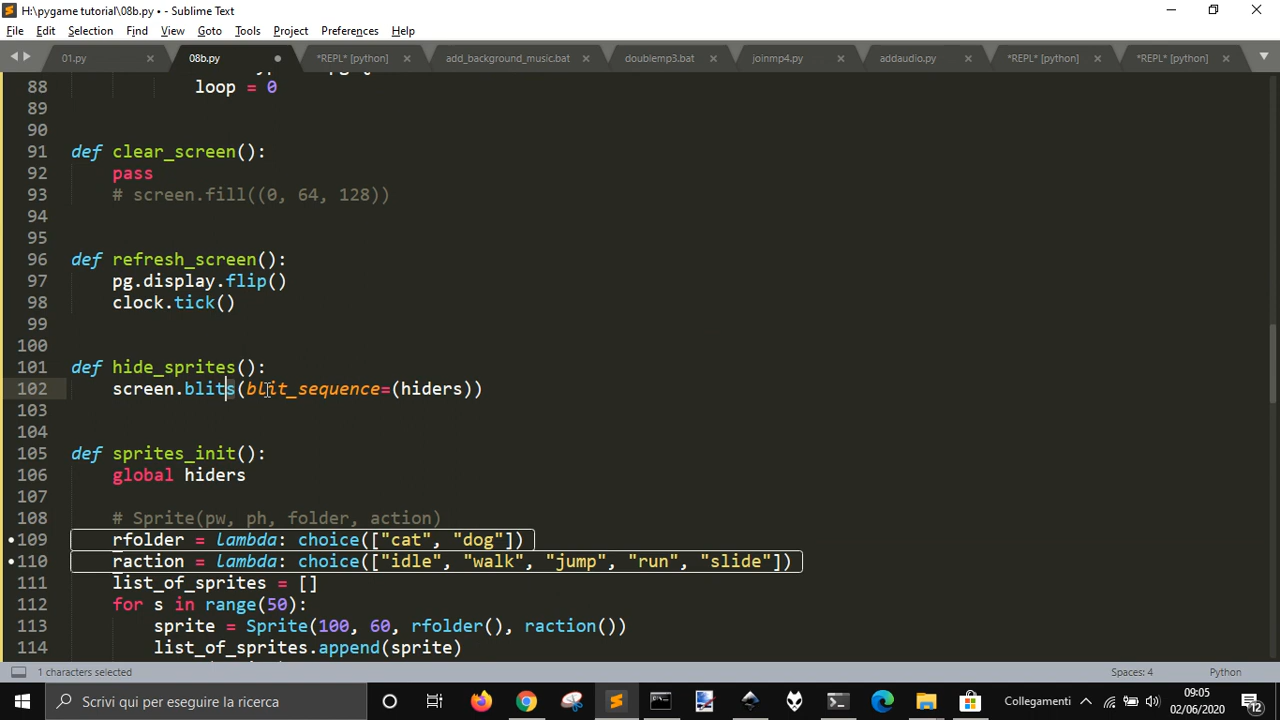 H:\pygame tutorial\08b.py • - Sublime Text
File Edit Selection Find View Goto Tools Project Preferences Help
01.py 08b.py *REPL* [python] add_background_music.bat doublemp3.bat joinmp4.py addaudio.py *REPL* [python] *REPL* [python]
88 loop = 0
89
90
91 def clear_screen():
92 pass
93 # screen.fill((0, 64, 128))
94
95
96 def refresh_screen():
97 pg.display.flip()
98 clock.tick()
99
100
101 def hide_sprites():
102 screen.blits(blit_sequence=(hiders))
103
104
105 def sprites_init():
106 global hiders
107
108 # Sprite(pw, ph, folder, action)
109 rfolder = lambda: choice(["cat", "dog"])
110 raction = lambda: choice(["idle", "walk", "jump", "run", "slide"])
111 list_of_sprites = []
112 for s in range(50):
113 sprite = Sprite(100, 60, rfolder(), raction())
114 list_of_sprites.append(sprite)
1 characters selected Spaces: 4 Python
Scrivi qui per eseguire la ricerca Collegamenti 09:05
02/06/2020 12